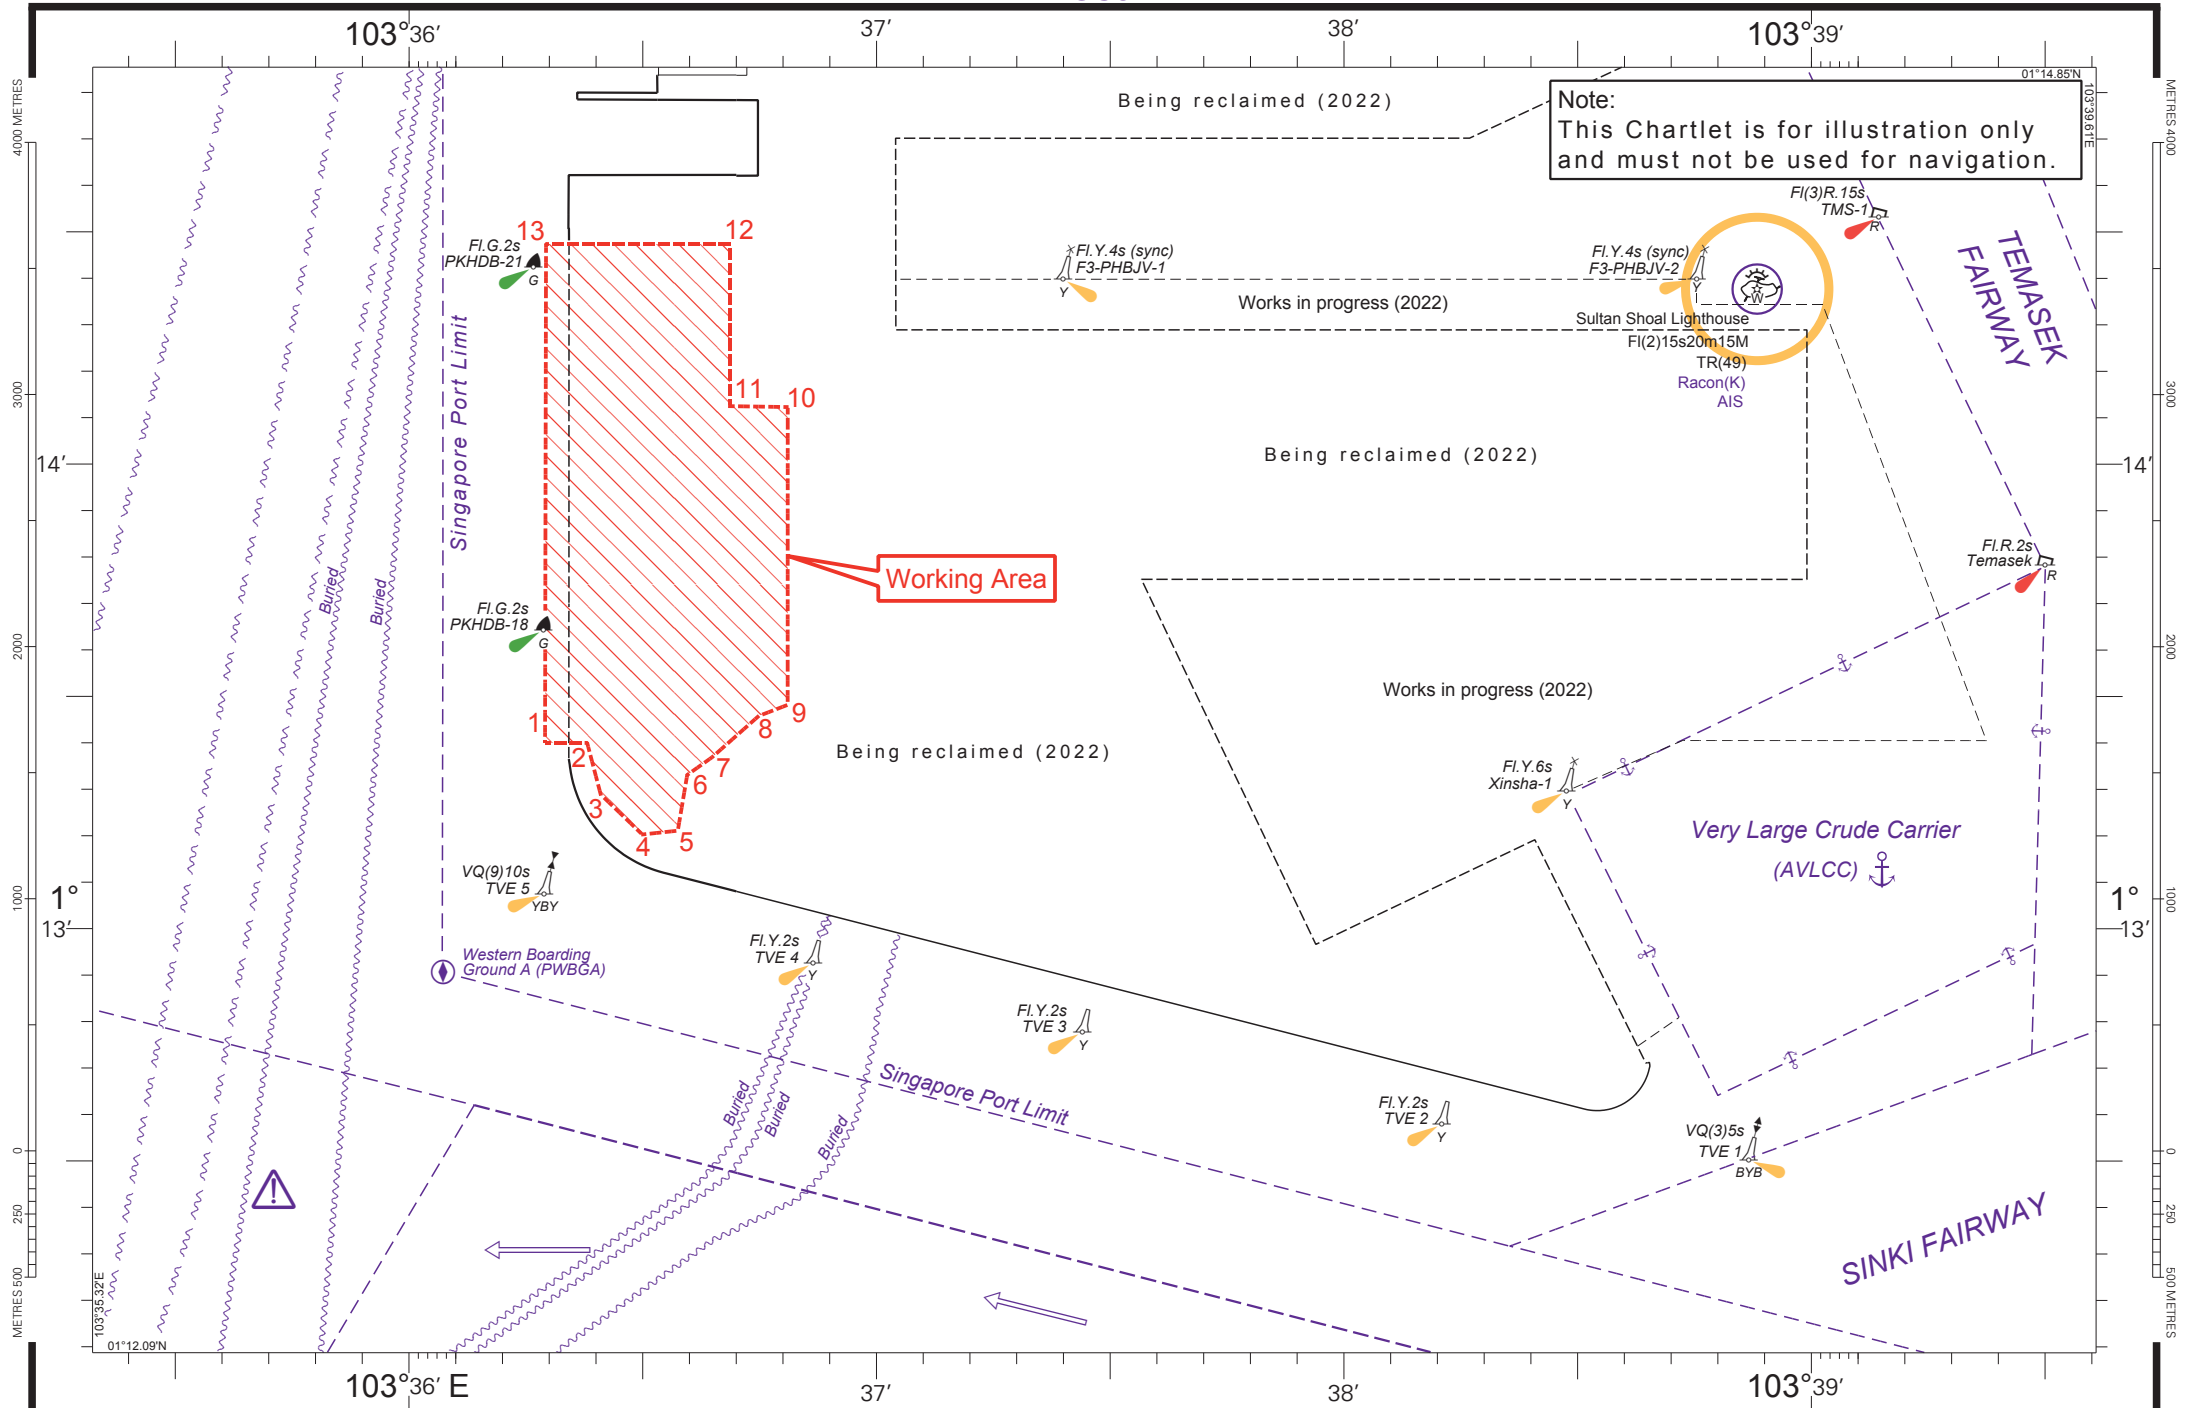 103°36′
37′
38′
103°39′
01°14.85'N
103°39.61'E
Being reclaimed (2022)
Note:
This Chartlet is for illustration only
and must not be used for navigation.
METRES
4000
3000
2000
1000
0
250
500
METRES
METRES
4000
3000
2000
1000
0
250
500
METRES
Fl(3)R.15s
TMS-1
R
TEMASEK
FAIRWAY
13
12
Fl.G.2s
PKHDB-21
G
Fl.Y.4s (sync)
F3-PHBJV-1
Y
Fl.Y.4s (sync)
F3-PHBJV-2
Y
W
Works in progress (2022)
Sultan Shoal Lighthouse
Fl(2)15s20m15M
TR(49)
Racon(K)
AIS
Singapore Port Limit
11
10
14′
14′
Being reclaimed (2022)
Working Area
Fl.R.2s
Temasek
R
Buried
Buried
Fl.G.2s
PKHDB-18
G
Works in progress (2022)
1
2
3
4
5
6
7
8
9
Being reclaimed (2022)
Fl.Y.6s
Xinsha-1
Y
Very Large Crude Carrier
(AVLCC)
VQ(9)10s
TVE 5
YBY
1°
13′
1°
13′
Western Boarding
Ground A (PWBGA)
Fl.Y.2s
TVE 4
Y
Fl.Y.2s
TVE 3
Y
Singapore Port Limit
Buried
Buried
Buried
Fl.Y.2s
TVE 2
Y
VQ(3)5s
TVE 1
BYB
SINKI FAIRWAY
103°35.32'E
01°12.09'N
103°36′ E
37′
38′
103°39′